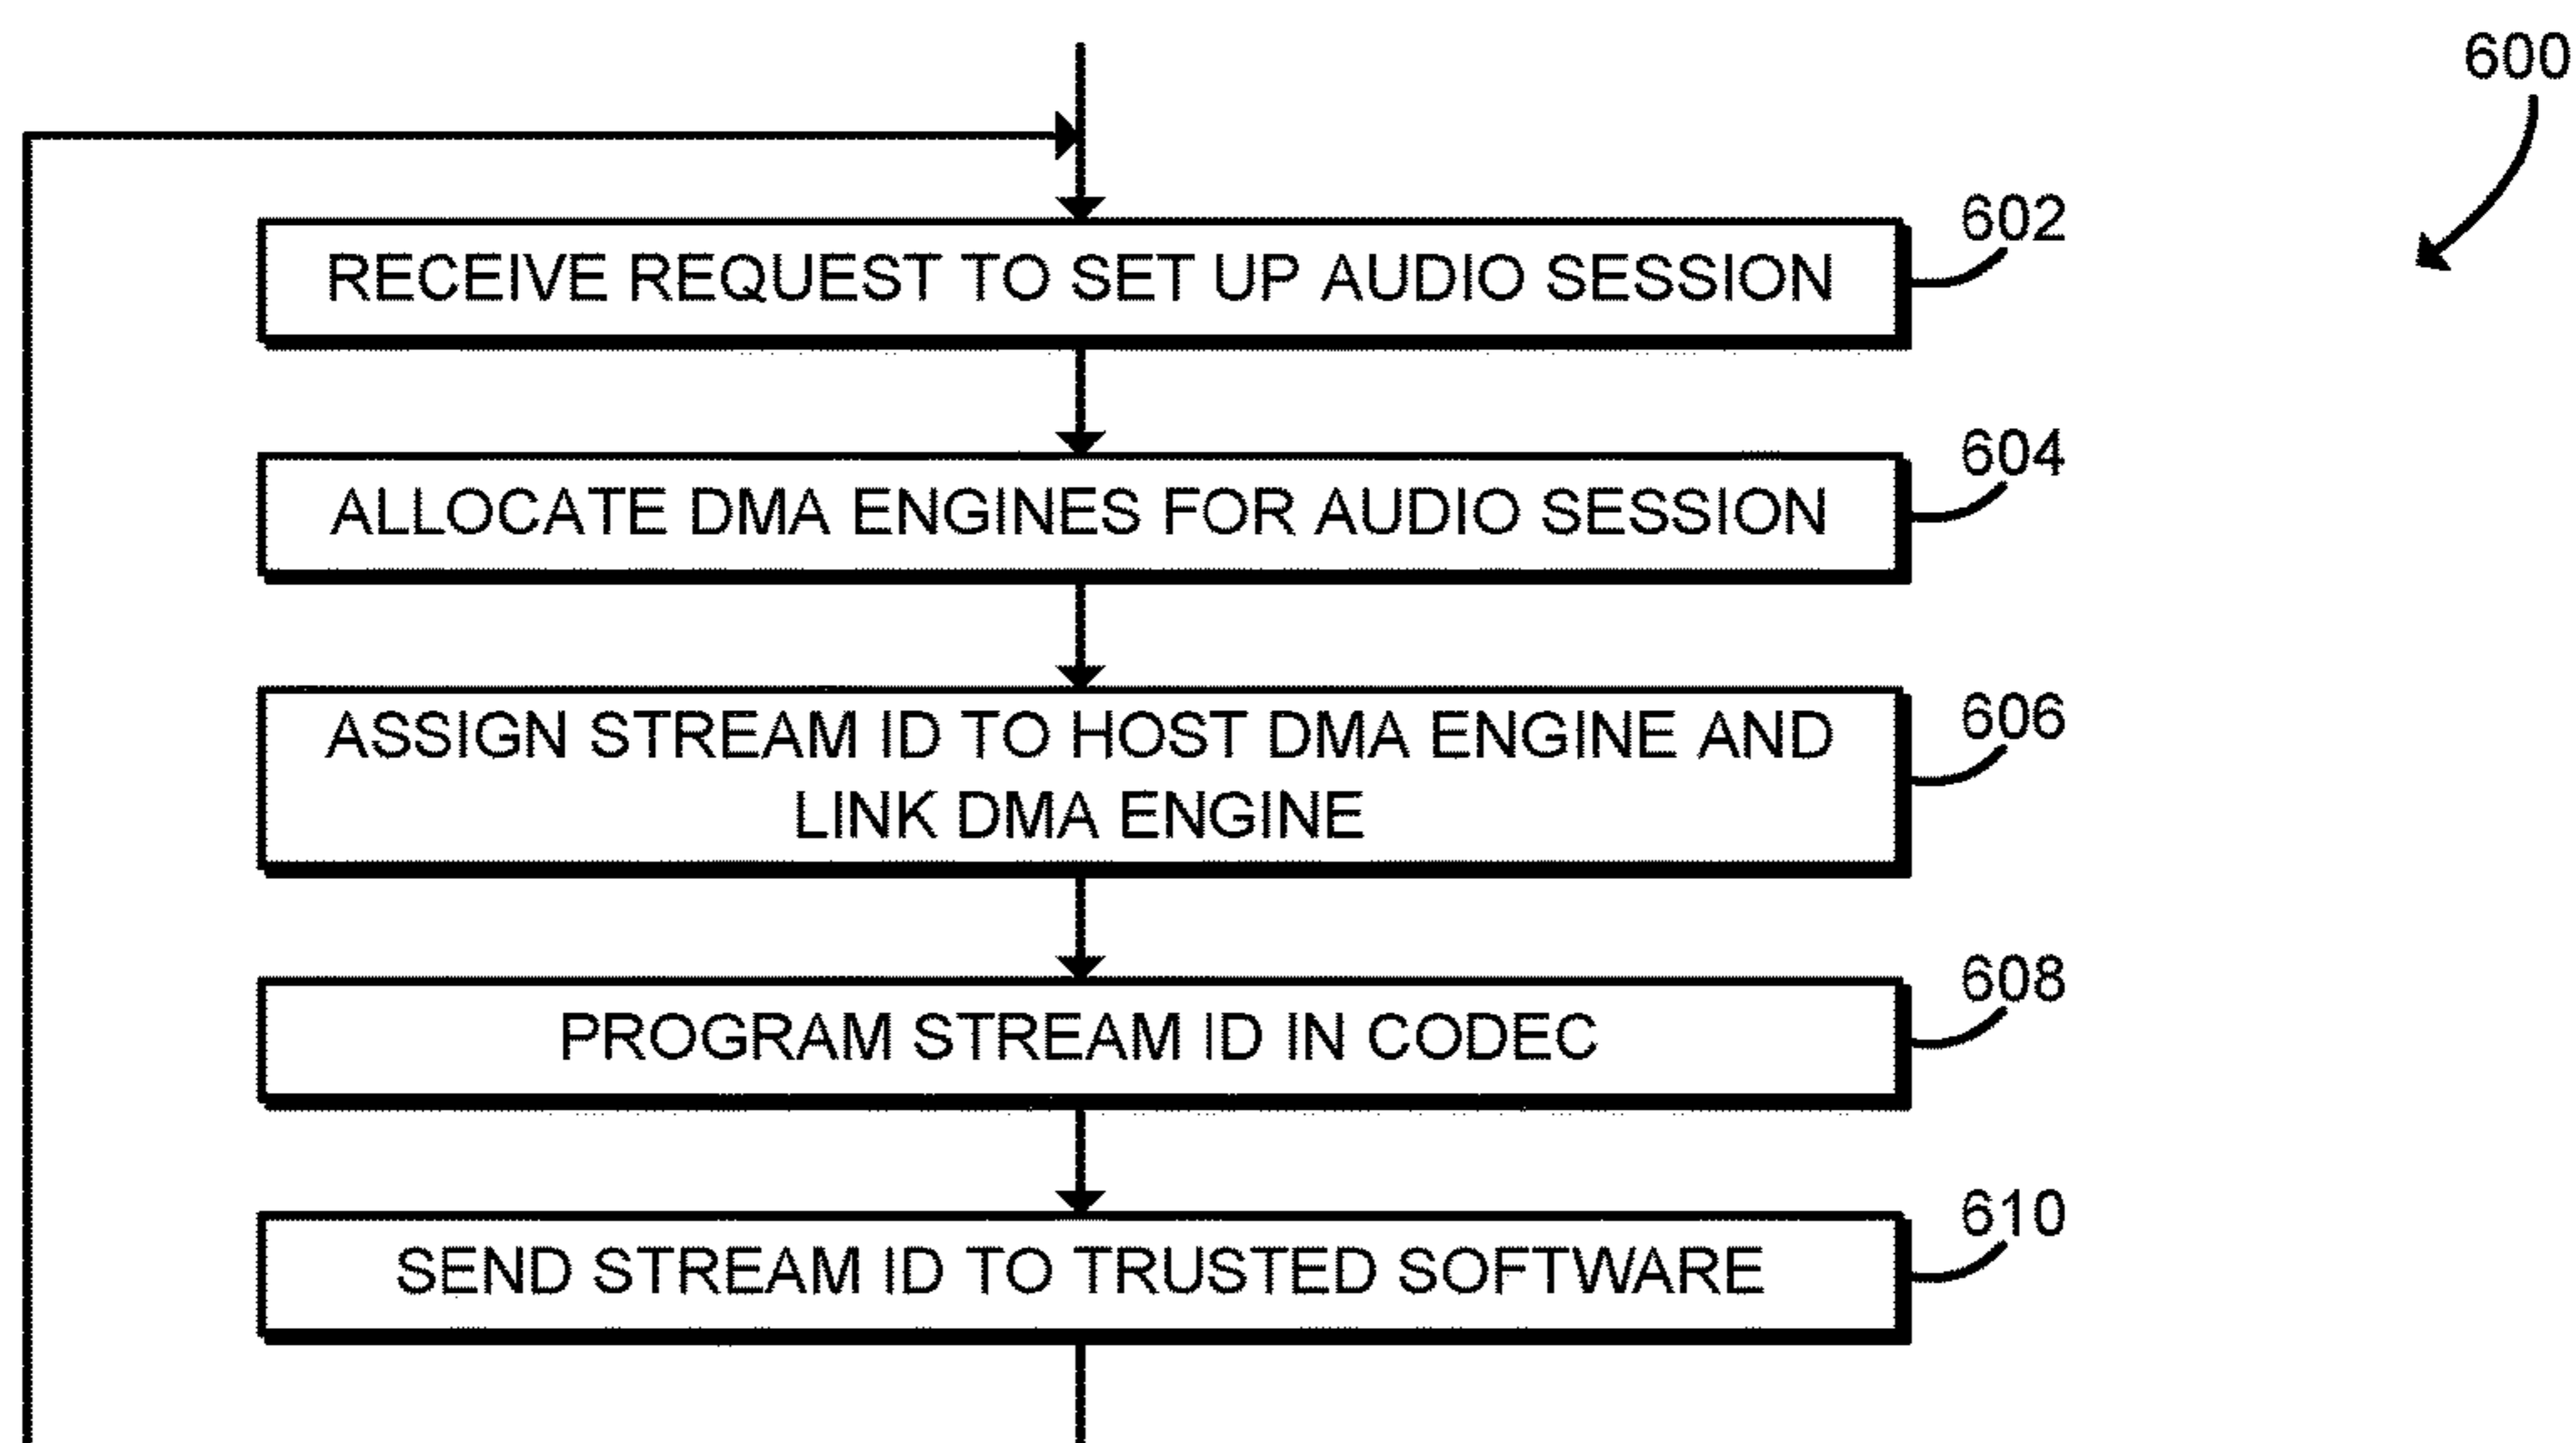 600
RECEIVE REQUEST TO SET UP AUDIO SESSION
602
ALLOCATE DMA ENGINES FOR AUDIO SESSION
604
ASSIGN STREAM ID TO HOST DMA ENGINE AND
LINK DMA ENGINE
606
PROGRAM STREAM ID IN CODEC
608
SEND STREAM ID TO TRUSTED SOFTWARE
610